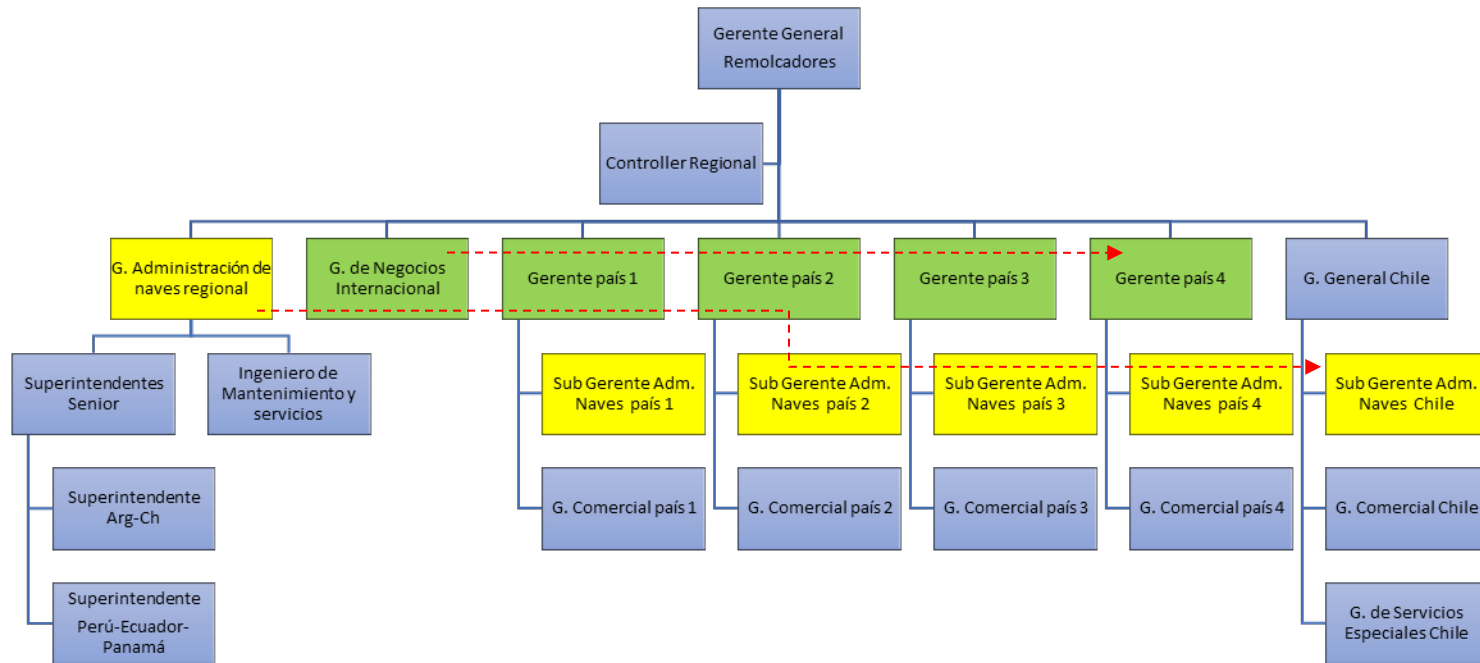 Gerente General
Remolcadores
Controller Regional
G. Administración de
naves regional
G. de Negocios
Internacional
Gerente país 1
Gerente país 2
Gerente país 3
Gerente país 4
G. General Chile
Superintendentes
Senior
Ingeniero de
Mantenimiento y
servicios
Sub Gerente Adm.
Naves país 1
Sub Gerente Adm.
Naves país 2
Sub Gerente Adm.
Naves país 3
Sub Gerente Adm.
Naves país 4
Sub Gerente Adm.
Naves Chile
Superintendente
Arg-Ch
G. Comercial país 1
G. Comercial país 2
G. Comercial país 3
G. Comercial país 4
G. Comercial Chile
Superintendente
Perú-Ecuador-
Panamá
G. de Servicios
Especiales Chile